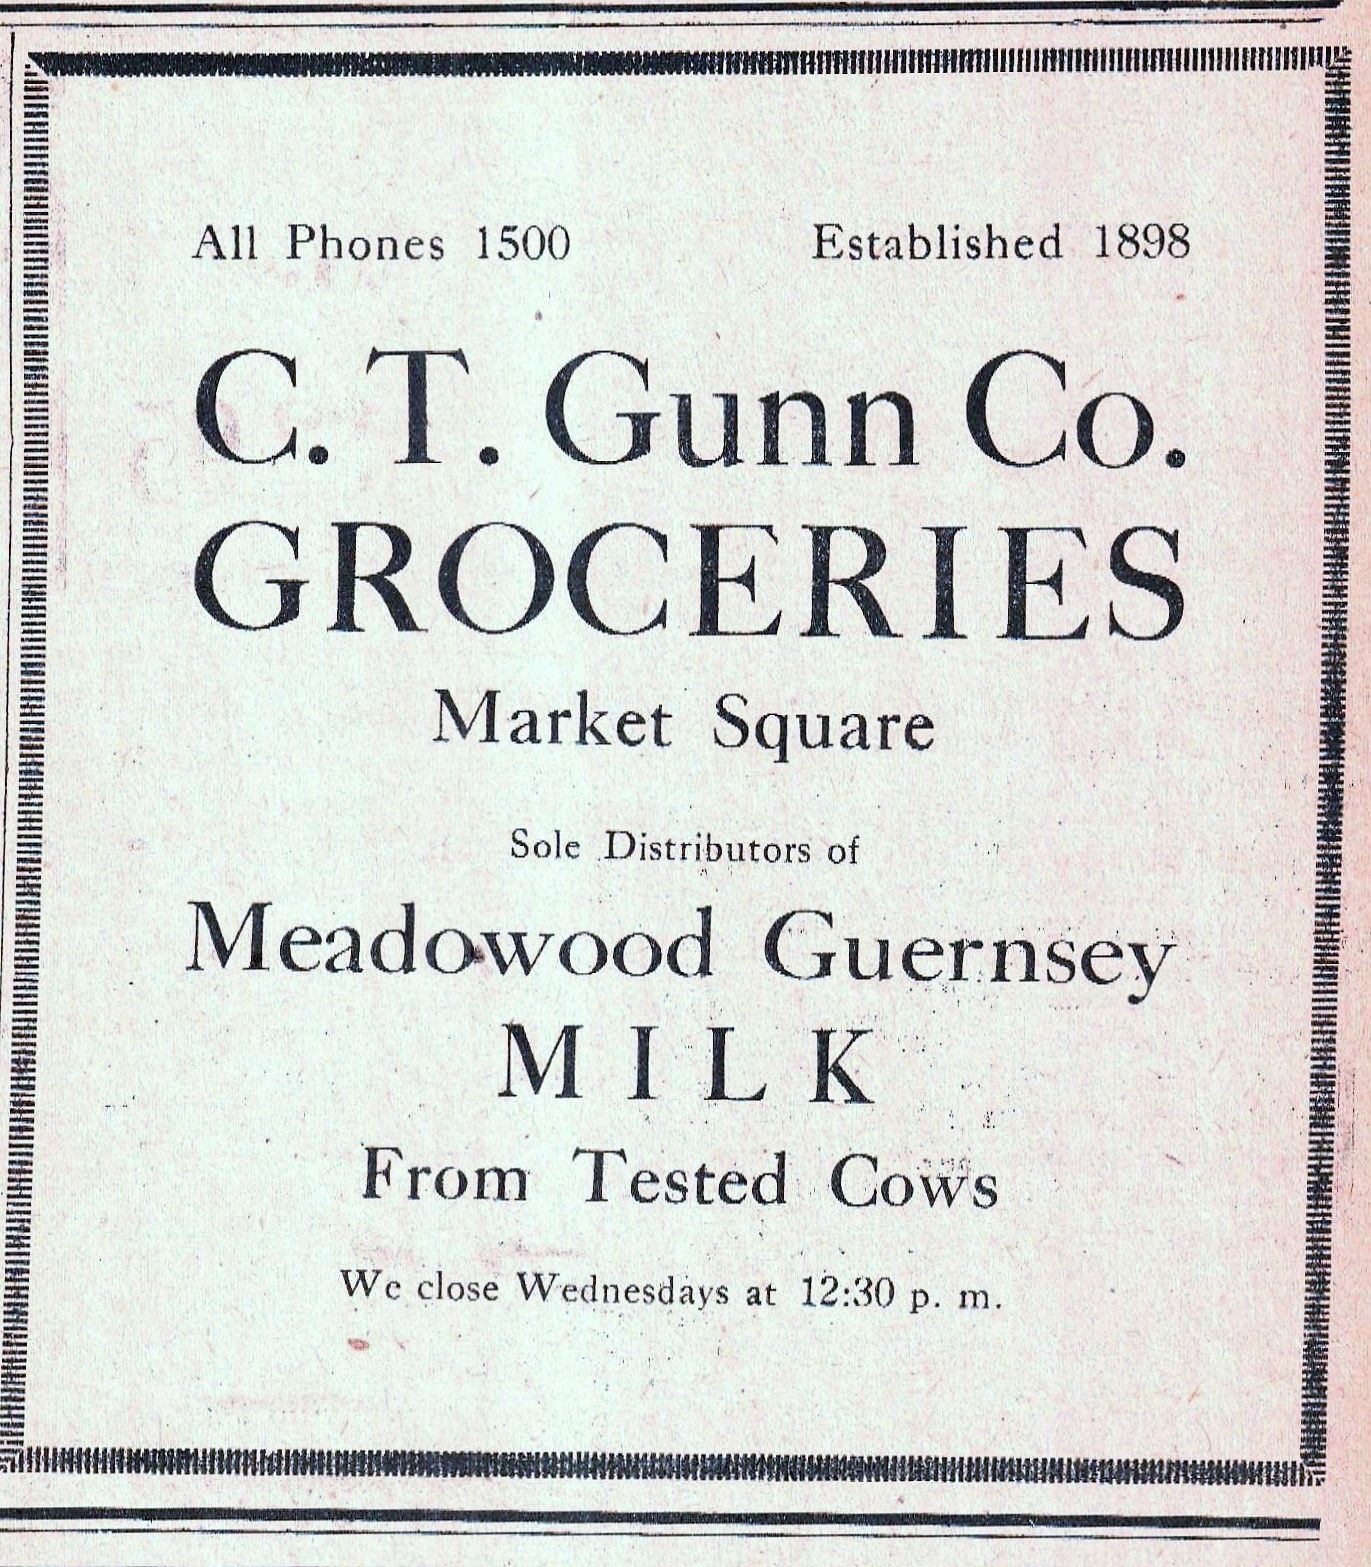 All Phones 1500 Established 1898
C. T. Gunn Co.
GROCERIES
Market Square
Sole Distributors of
Meadowood Guernsey
MILK
From Tested Cows
We close Wednesdays at 12:30 p. m.